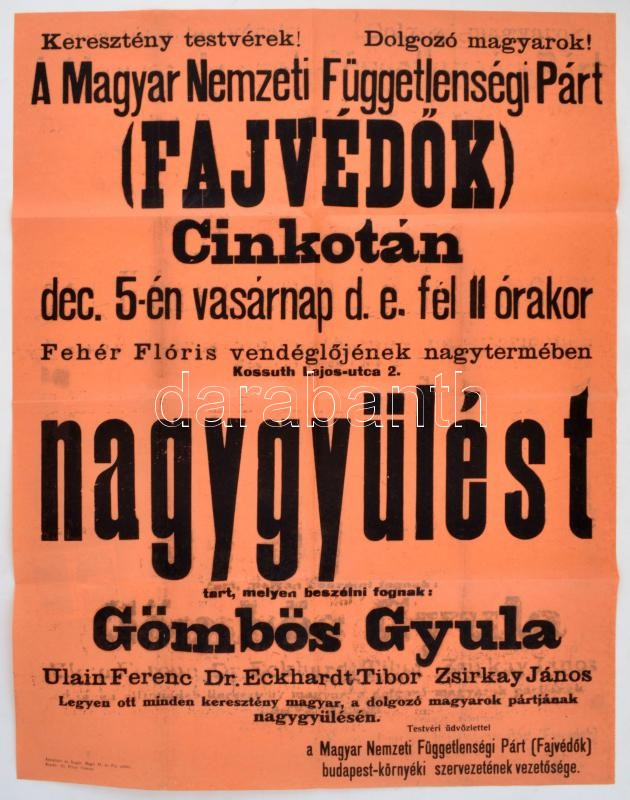 Keresztény testvérek! Dolgozó magyarok!
A Magyar Nemzeti Függetlenségi Párt
(FAJVÉDŐK)
Cinkotán
dec. 5-én vasárnap d. e. fél 11 órakor
Fehér Flóris vendéglőjének nagytermében
Kossuth Lajos-utca 2.
darabanth
nagygyülést
tart, melyen beszélni fognak:
Gömbös Gyula
Ulain Ferenc Dr. Eckhardt Tibor Zsirkay János
Legyen ott minden keresztény magyar, a dolgozó magyarok pártjának
nagygyülésén.
Testvéri üdvözlettel
a Magyar Nemzeti Függetlenségi Párt (Fajvédők)
budapest-környéki szervezetének vezetősége.